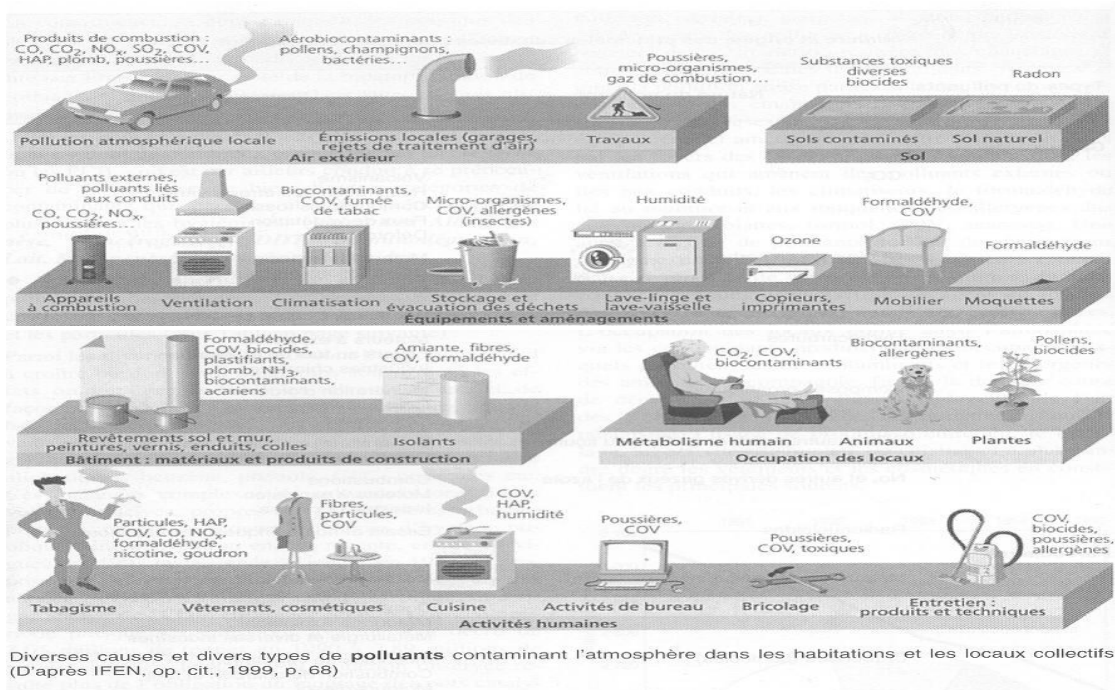 Produits de combustion :
CO, CO₂, NOₓ, SO₂, COV,
HAP, plomb, poussières...
Aérobiocontaminants :
pollens, champignons,
bactéries...
Poussières,
micro-organismes,
gaz de combustion...
Substances toxiques
diverses
biocides
Radon
Pollution atmosphérique locale
Émissions locales (garages,
rejets de traitement d'air)
Travaux
Sols contaminés
Sol naturel
Air extérieur
Sol
Polluants externes,
polluants liés
aux conduits
CO, CO₂, NOₓ,
poussières...
Biocontaminants,
COV, fumée
de tabac
Micro-organismes,
COV, allergènes
(insectes)
Humidité
Ozone
Formaldéhyde,
COV
Formaldéhyde
Appareils
à combustion
Ventilation
Climatisation
Stockage et
évacuation des déchets
Lave-linge et
lave-vaisselle
Copieurs,
imprimantes
Mobilier
Moquettes
Équipements et aménagements
Formaldéhyde,
COV, biocides,
plastifiants,
plomb, NH₃,
biocontaminants,
acariens
Amiante, fibres,
COV, formaldéhyde
Revêtements sol et mur,
peintures, vernis, enduits, colles
Isolants
Bâtiment : matériaux et produits de construction
CO₂, COV,
biocontaminants
Biocontaminants,
allergènes
Pollens,
biocides
Métabolisme humain
Animaux
Plantes
Occupation des locaux
Particules, HAP,
COV, CO, NOₓ,
formaldéhyde,
nicotine, goudron
Fibres,
particules,
COV
COV,
HAP,
humidité
Poussières,
COV
Poussières,
COV, toxiques
COV,
biocides,
poussières,
allergènes
Tabagisme
Vêtements, cosmétiques
Cuisine
Activités de bureau
Bricolage
Entretien :
produits et techniques
Activités humaines
Diverses causes et divers types de polluants contaminant l'atmosphère dans les habitations et les locaux collectifs
(D'après IFEN, op. cit., 1999, p. 68)